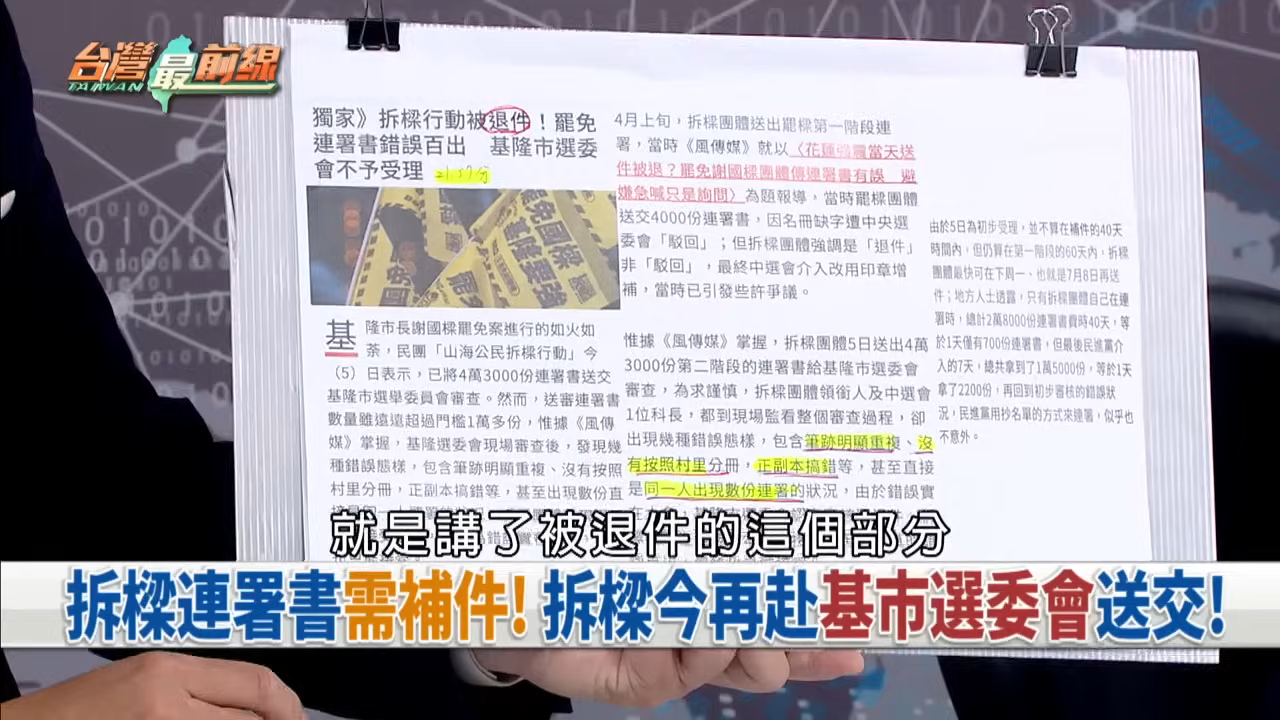 台灣最前線
TAIWAN
獨家》拆樑行動被退件！罷免
連署書錯誤百出 基隆市選委
會不予受理
基
隆市長謝國樑罷免案進行的如火如
荼，民團「山海公民拆樑行動」今
（5）日表示，已將4萬3000份連署書送交
基隆市選舉委員會審查。然而，送審連署書
數量雖遠遠超過門檻1萬多份，惟據《風傳
媒》掌握，基隆選委會現場審查後，發現幾
種錯誤態樣，包含筆跡明顯重複、沒有按照
村里分冊，正副本搞錯等，甚至出現數份直
4月上旬，拆樑團體送出罷樑第一階段連
署，當時《風傳媒》就以〈花蓮強震當天送
件被退？罷免謝國樑團體傳連署書有誤 避
嫌急喊只是詢問〉為題報導，當時罷樑團體
送交4000份連署書，因名冊缺字遭中央選
委會「駁回」；但拆樑團體強調是「退件」
非「駁回」，最終中選會介入改用印章增
補，當時已引發些許爭議。
惟據《風傳媒》掌握，拆樑團體5日送出4萬
3000份第二階段的連署書給基隆市選委會
審查，為求謹慎，拆樑團體領銜人及中選會
1位科長，都到現場監看整個審查過程，卻
出現幾種錯誤態樣，包含筆跡明顯重複、沒
有按照村里分冊，正副本搞錯等，甚至直接
是同一人出現數份連署的狀況，由於錯誤實
由於5日為初步受理，並不算在補件的40天
時間內，但仍算在第一階段的60天內，拆樑
團體最快可在下周一、也就是7月8日再送
件；地方人士透露，只有拆樑團體自己在連
署時，總計2萬8000份連署書費時40天，等
於1天僅有700份連署書，但最後民進黨介
入的7天，總共拿到了1萬5000份，等於1天
拿了2200份，再回到初步審核的錯誤狀
況，民進黨用抄名單的方式來連署，似乎也
不意外。
就是講了被退件的這個部分
拆樑連署書需補件! 拆樑今再赴基市選委會送交!